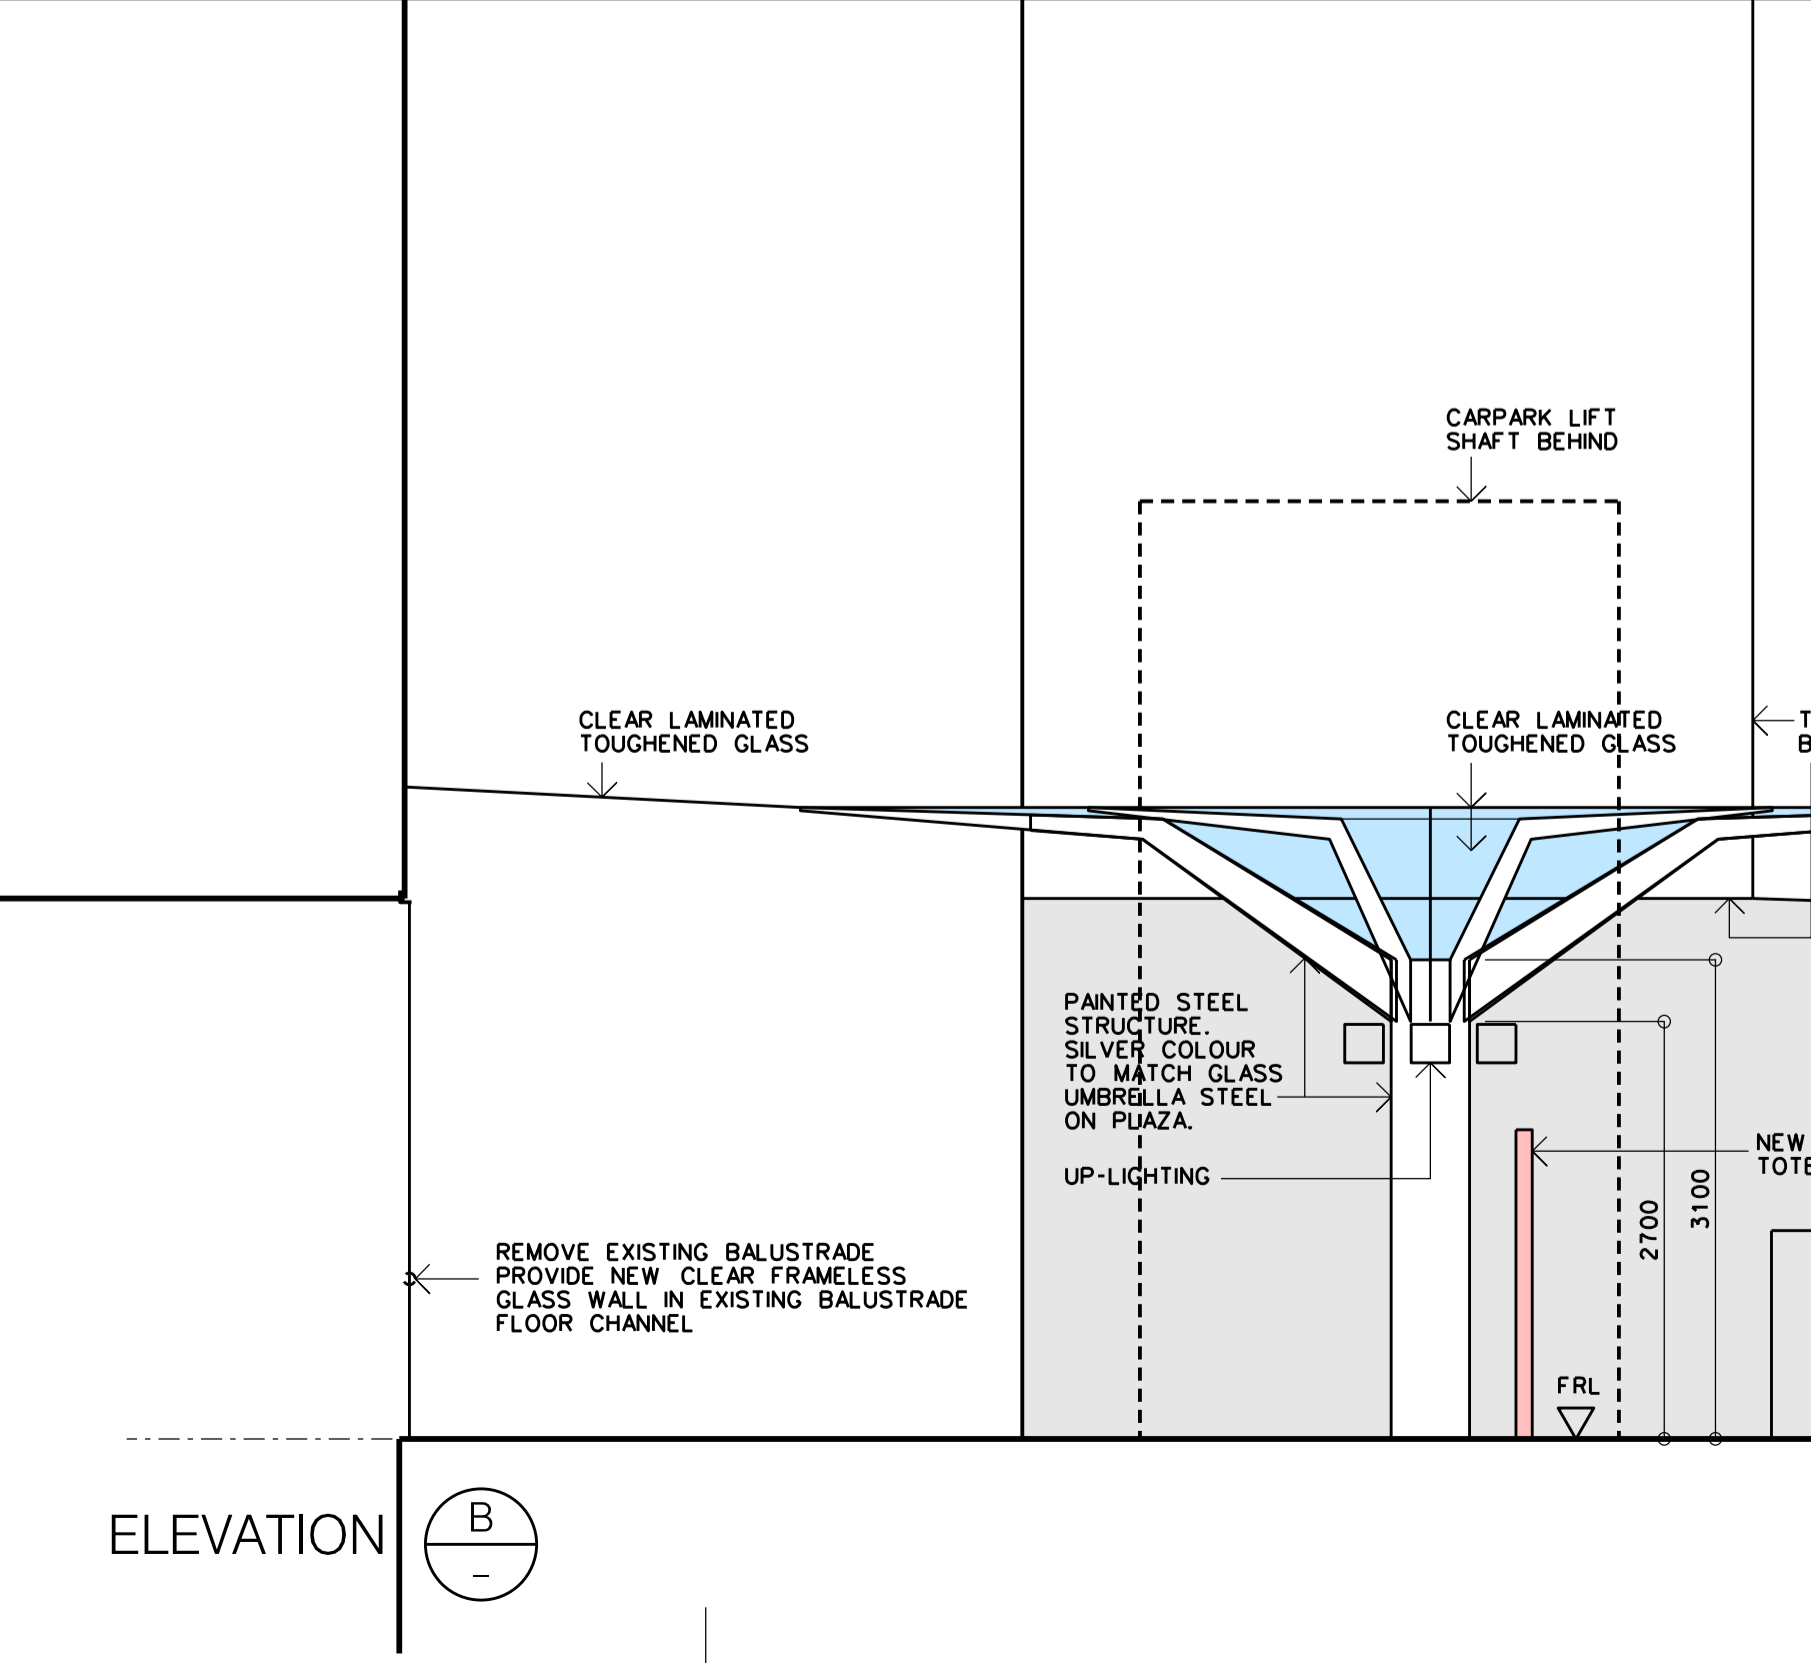 CARPARK LIFT
SHAFT BEHIND
CLEAR LAMINATED
TOUGHENED GLASS
CLEAR LAMINATED
TOUGHENED GLASS
PAINTED STEEL
STRUCTURE.
SILVER COLOUR
TO MATCH GLASS
UMBRELLA STEEL
ON PLAZA.
UP-LIGHTING
NEW
2700
3100
REMOVE EXISTING BALUSTRADE
PROVIDE NEW CLEAR FRAMELESS
GLASS WALL IN EXISTING BALUSTRADE
FLOOR CHANNEL
FRL
ELEVATION
B
-